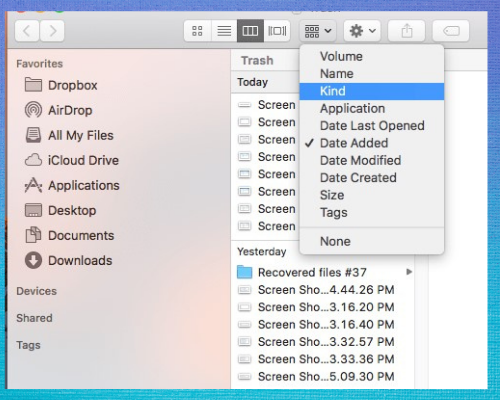 Favorites
Dropbox
AirDrop
All My Files
iCloud Drive
Applications
Desktop
Documents
Downloads
Devices
Shared
Tags
Trash
Today
Screen
Screen
Screen
Screen
Screen
Screen
Screen
Screen
Yesterday
Recovered files #37
Screen Sho...4.44.26 PM
Screen Sho...3.16.20 PM
Screen Sho...3.16.40 PM
Screen Sho...3.32.57 PM
Screen Sho...3.33.36 PM
Screen Sho...5.09.30 PM
Volume
Name
Kind
Application
Date Last Opened
Date Added
Date Modified
Date Created
Size
Tags
None